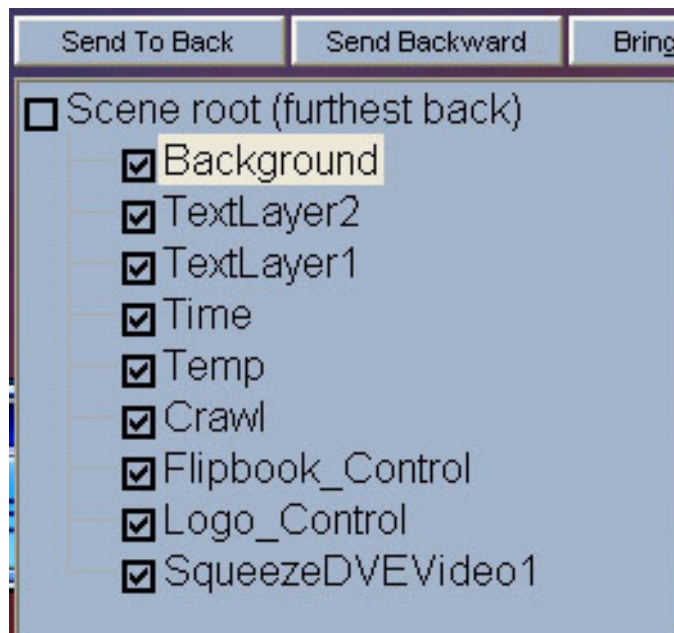 Send To Back Send Backward
Scene root (furthest back)
Background
TextLayer2
TextLayer1
Time
Temp
Crawl
Flipbook_Control
Logo_Control
SqueezeDVEVideo1